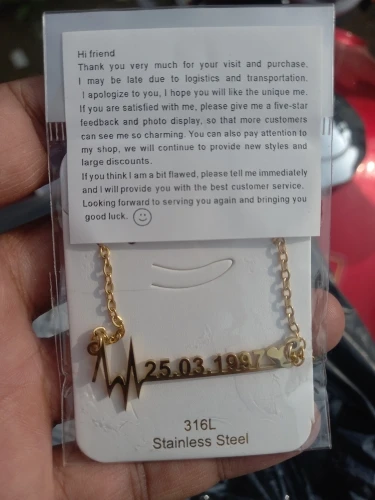 Hi friend
Thank you very much for your visit and purchase.
I may be late due to logistics and transportation.
I apologize to you, I hope you will like the unique me.
If you are satisfied with me, please give me a five-star
feedback and photo display, so that more customers
can see me so charming. You can also pay attention to
my shop, we will continue to provide new styles and
large discounts.
If you think I am a bit flawed, please tell me immediately
and I will provide you with the best customer service.
Looking forward to serving you again and bringing you
good luck.
25.03.1997
316L
Stainless Steel